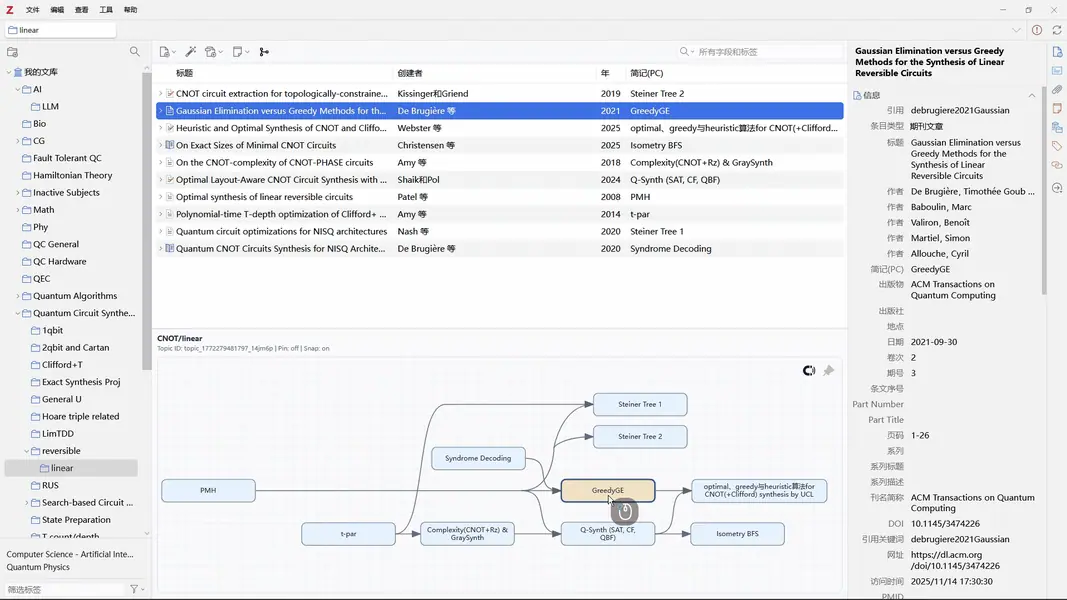 Z 文件 编辑 查看 工具 帮助
linear
我的文库
AI
LLM
Bio
CG
Fault Tolerant QC
Hamiltonian Theory
Inactive Subjects
Math
Phy
QC General
QC Hardware
QEC
Quantum Algorithms
Quantum Circuit Synthe...
1qbit
2qbit and Cartan
Clifford+T
Exact Synthesis Proj
General U
Hoare triple related
LimTDD
reversible
linear
RUS
Search-based Circuit ...
State Preparation
T count/depth
Computer Science - Artificial Inte...
Quantum Physics
筛选标签
所有字段和标签
标题 创建者 年 简记(PC)
CNOT circuit extraction for topologically-constraine... Kissinger和Griend 2019 Steiner Tree 2
Gaussian Elimination versus Greedy Methods for th... De Brugière 等 2021 GreedyGE
Heuristic and Optimal Synthesis of CNOT and Cliffo... Webster 等 2025 optimal、greedy与heuristic算法for CNOT(+Clifford...
On Exact Sizes of Minimal CNOT Circuits Christensen 等 2025 Isometry BFS
On the CNOT-complexity of CNOT-PHASE circuits Amy 等 2018 Complexity(CNOT+Rz) & GraySynth
Optimal Layout-Aware CNOT Circuit Synthesis with ... Shaik和Pol 2024 Q-Synth (SAT, CF, QBF)
Optimal synthesis of linear reversible circuits Patel 等 2008 PMH
Polynomial-time T-depth optimization of Clifford+ ... Amy 等 2014 t-par
Quantum circuit optimizations for NISQ architectures Nash 等 2020 Steiner Tree 1
Quantum CNOT Circuits Synthesis for NISQ Archite... De Brugière 等 2020 Syndrome Decoding
CNOT/linear
Topic ID: topic_1772279481797_14jm6p | Pin: off | Snap: on
Steiner Tree 1
Steiner Tree 2
Syndrome Decoding
PMH
GreedyGE
optimal、greedy与heuristic算法for
CNOT(+Clifford) synthesis by UCL
t-par
Complexity(CNOT+Rz) &
GraySynth
Q-Synth (SAT, CF,
QBF)
Isometry BFS
Gaussian Elimination versus Greedy
Methods for the Synthesis of Linear
Reversible Circuits
信息
引用 debrugiere2021Gaussian
条目类型 期刊文章
标题 Gaussian Elimination versus
Greedy Methods for the
Synthesis of Linear
Reversible Circuits
作者 De Brugière, Timothée Goub ...
作者 Baboulin, Marc
作者 Valiron, Benoît
作者 Martiel, Simon
作者 Allouche, Cyril
简记(PC) GreedyGE
出版物 ACM Transactions on
Quantum Computing
出版社
地点
日期 2021-09-30
卷次 2
期号 3
条文序号
Part Number
Part Title
页码 1-26
系列
系列标题
系列描述
刊名简称 ACM Transactions on Quantum
Computing
DOI 10.1145/3474226
引用关键词 debrugiere2021Gaussian
网址 https://dl.acm.org
/doi/10.1145/3474226
访问时间 2025/11/14 17:30:30
PMID